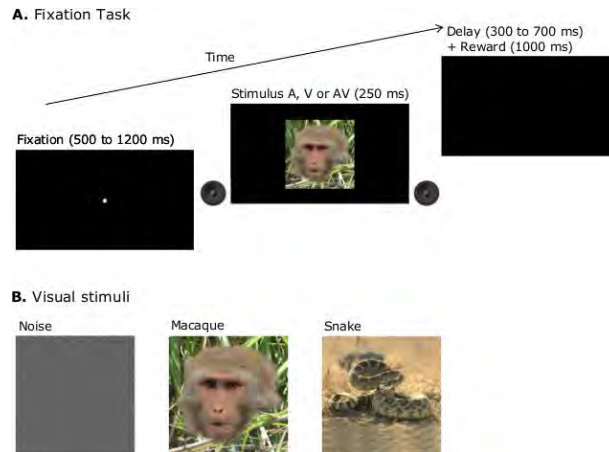 A. Fixation Task
Delay (300 to 700 ms)
+ Reward (1000 ms)
Time
Stimulus A, V or AV (250 ms)
Fixation (500 to 1200 ms)
B. Visual stimuli
Noise
Macaque
Snake